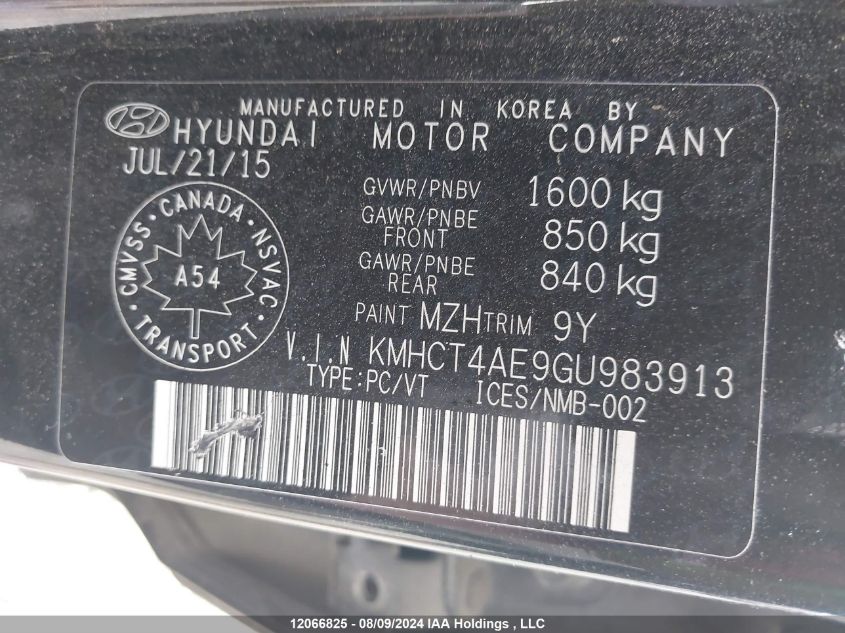 MANUFACTURED IN KOREA BY
HYUNDAI MOTOR COMPANY
JUL/21/15
GVWR/PNBV 1600 kg
GAWR/PNBE FRONT 850 kg
GAWR/PNBE REAR 840 kg
PAINT MZH TRIM 9Y
V.I.N KMHCT4AE9GU983913
TYPE:PC/VT ICES/NMB-002
CMVSS · CANADA · NSVAC · TRANSPORT ·
A54
12066825 - 08/09/2024 IAA Holdings , LLC